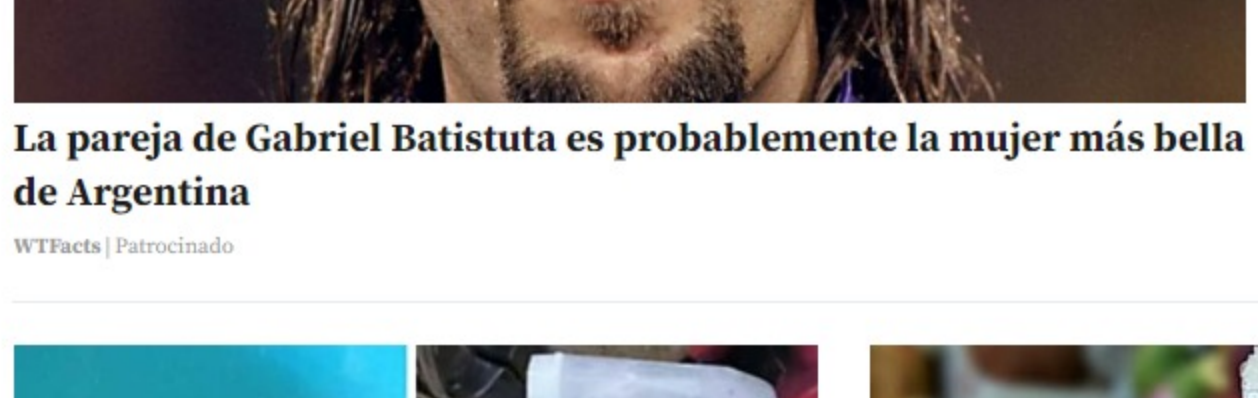 La pareja de Gabriel Batistuta es probablemente la mujer más bella
de Argentina
WTFacts | Patrocinado